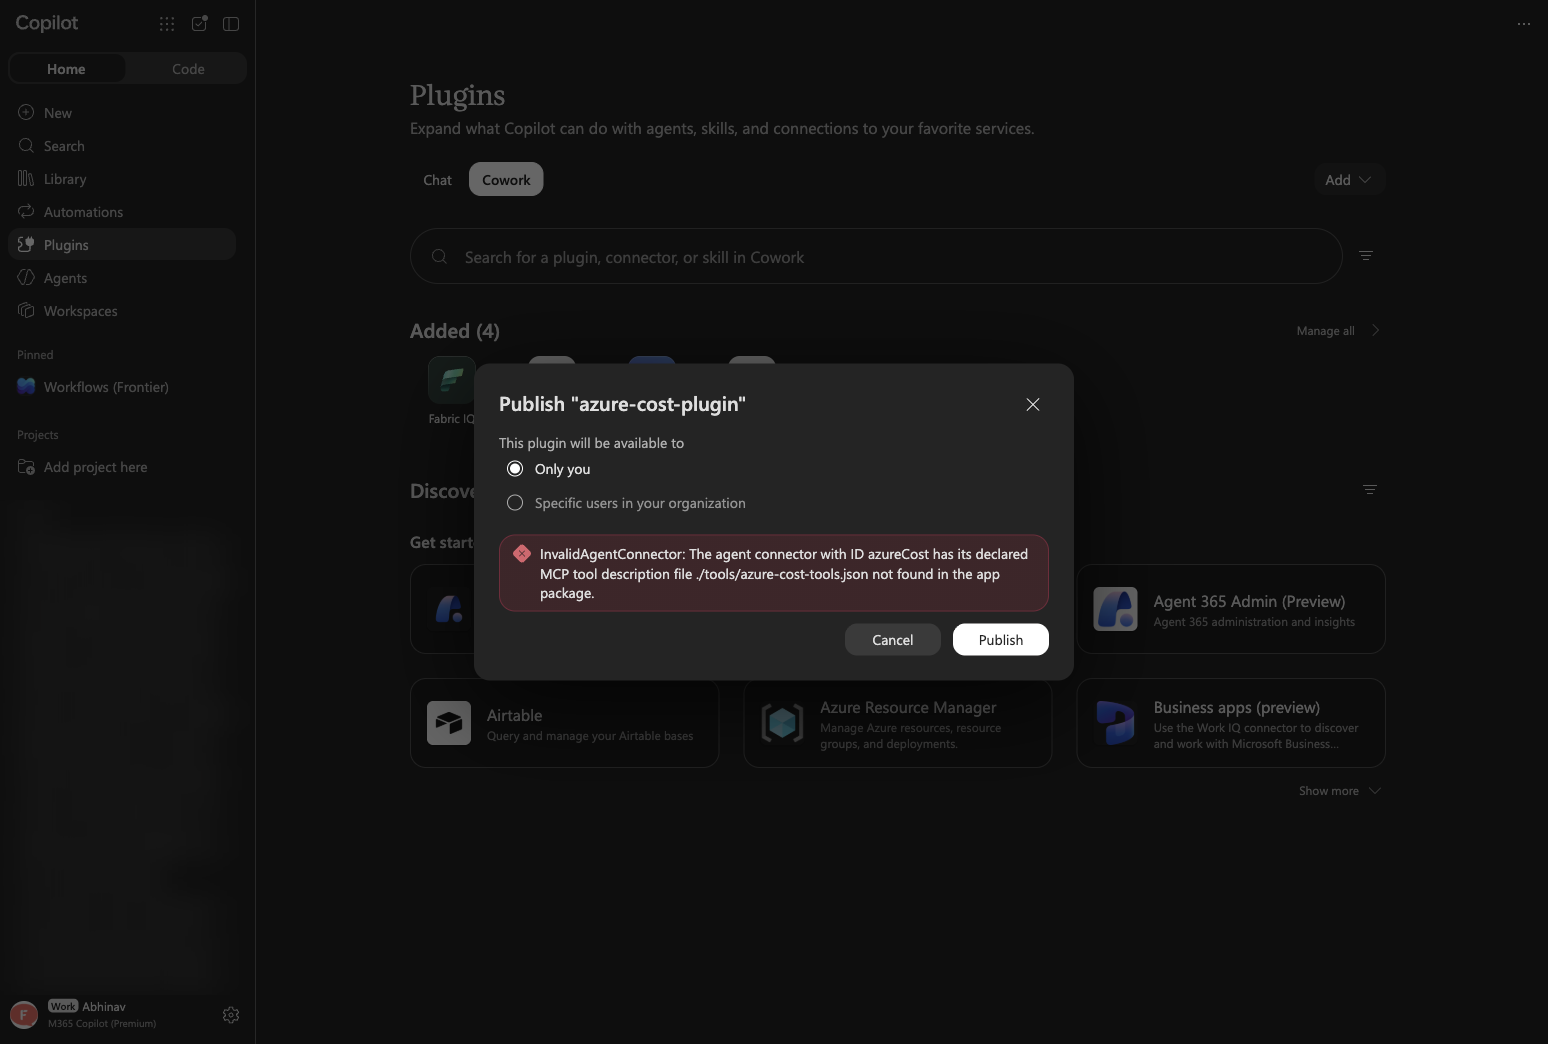 Copilot
Home
Code
New
Search
Library
Automations
Plugins
Agents
Workspaces
Pinned
Workflows (Frontier)
Projects
Add project here
F
Work Abhinav
M365 Copilot (Premium)
Plugins
Expand what Copilot can do with agents, skills, and connections to your favorite services.
Chat
Cowork
Add
Search for a plugin, connector, or skill in Cowork
Added (4)
Manage all
Fabric IQ
Publish "azure-cost-plugin"
This plugin will be available to
Only you
Specific users in your organization
InvalidAgentConnector: The agent connector with ID azureCost has its declared
MCP tool description file ./tools/azure-cost-tools.json not found in the app
package.
Cancel
Publish
Agent 365 Admin (Preview)
Agent 365 administration and insights
Airtable
Query and manage your Airtable bases
Azure Resource Manager
Manage Azure resources, resource
groups, and deployments.
Business apps (preview)
Use the Work IQ connector to discover
and work with Microsoft Business...
Show more